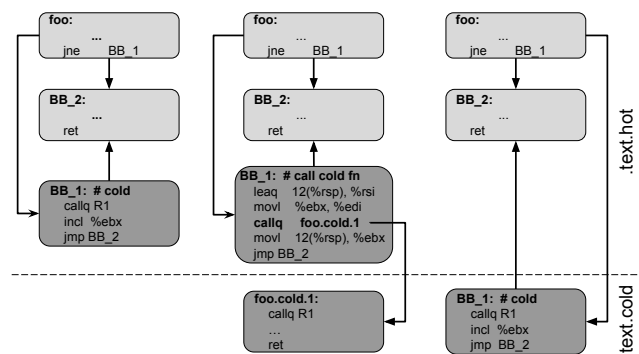 foo:
...
jne BB_1
BB_2:
...
ret
BB_1: # cold
callq R1
incl %ebx
jmp BB_2
foo:
...
jne BB_1
BB_2:
...
ret
BB_1: # call cold fn
leaq 12(%rsp), %rsi
movl %ebx, %edi
callq foo.cold.1
movl 12(%rsp), %ebx
jmp BB_2
foo.cold.1:
callq R1
...
ret
foo:
...
jne BB_1
BB_2:
...
ret
BB_1: # cold
callq R1
incl %ebx
jmp BB_2
.text.hot
text.cold